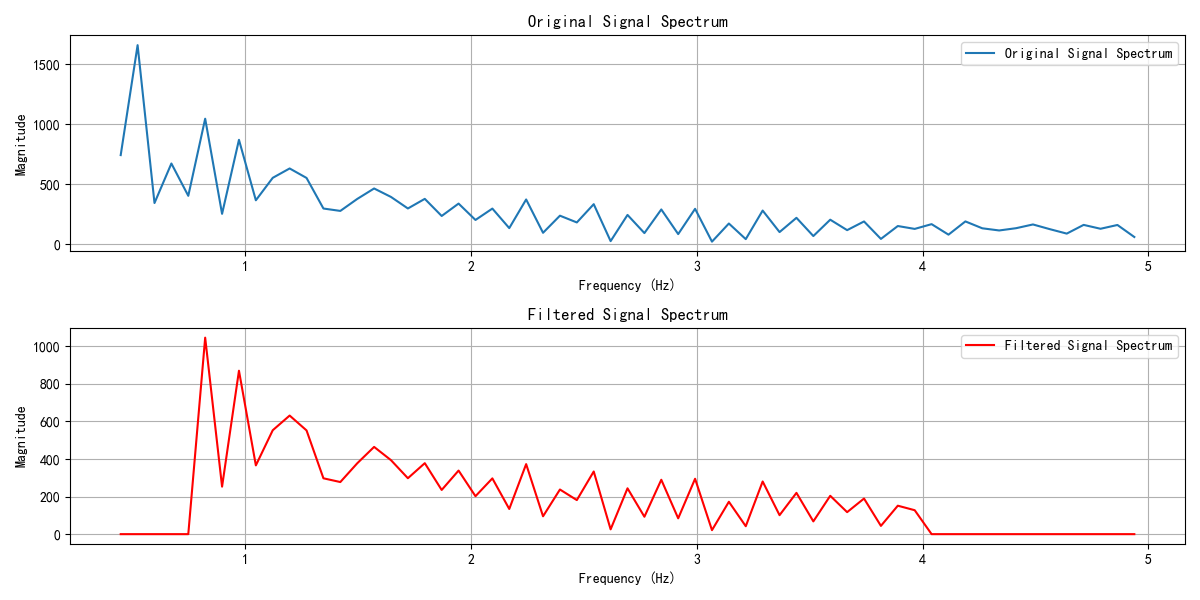 Original Signal Spectrum
Original Signal Spectrum
Magnitude
1500
1000
500
0
1 2 3 4 5
Frequency (Hz)
Filtered Signal Spectrum
Filtered Signal Spectrum
Magnitude
1000
800
600
400
200
0
1 2 3 4 5
Frequency (Hz)